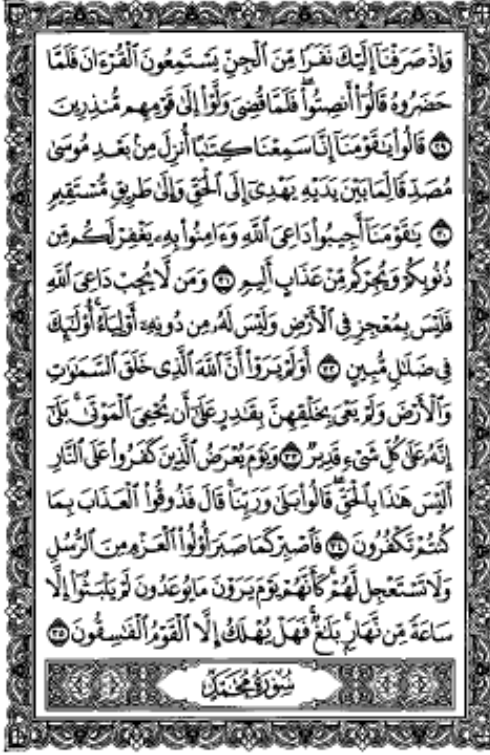 وَإِذْ صَرَفْنَآ إِلَيْكَ نَفَرًا مِّنَ ٱلْجِنِّ يَسْتَمِعُونَ ٱلْقُرْءَانَ فَلَمَّا
حَضَرُوهُ قَالُوٓا۟ أَنصِتُوا۟ ۖ فَلَمَّا قُضِىَ وَلَّوْا۟ إِلَىٰ قَوْمِهِم مُّنذِرِينَ
٢٩ قَالُوا۟ يَٰقَوْمَنَآ إِنَّا سَمِعْنَا كِتَٰبًا أُنزِلَ مِنۢ بَعْدِ مُوسَىٰ
مُصَدِّقًا لِّمَا بَيْنَ يَدَيْهِ يَهْدِىٓ إِلَى ٱلْحَقِّ وَإِلَىٰ طَرِيقٍ مُّسْتَقِيمٍ
٣٠ يَٰقَوْمَنَآ أَجِيبُوا۟ دَاعِىَ ٱللَّهِ وَءَامِنُوا۟ بِهِۦ يَغْفِرْ لَكُم مِّن
ذُنُوبِكُمْ وَيُجِرْكُم مِّنْ عَذَابٍ أَلِيمٍ ٣١ وَمَن لَّا يُجِبْ دَاعِىَ ٱللَّهِ
فَلَيْسَ بِمُعْجِزٍ فِى ٱلْأَرْضِ وَلَيْسَ لَهُۥ مِن دُونِهِۦٓ أَوْلِيَآءُ ۚ أُو۟لَٰٓئِكَ
فِى ضَلَٰلٍ مُّبِينٍ ٣٢ أَوَلَمْ يَرَوْا۟ أَنَّ ٱللَّهَ ٱلَّذِى خَلَقَ ٱلسَّمَٰوَٰتِ
وَٱلْأَرْضَ وَلَمْ يَعْىَ بِخَلْقِهِنَّ بِقَٰدِرٍ عَلَىٰٓ أَن يُحْـِۧىَ ٱلْمَوْتَىٰ ۚ بَلَىٰٓ
إِنَّهُۥ عَلَىٰ كُلِّ شَىْءٍ قَدِيرٌ ٣٣ وَيَوْمَ يُعْرَضُ ٱلَّذِينَ كَفَرُوا۟ عَلَى ٱلنَّارِ
أَلَيْسَ هَٰذَا بِٱلْحَقِّ ۖ قَالُوا۟ بَلَىٰ وَرَبِّنَا ۚ قَالَ فَذُوقُوا۟ ٱلْعَذَابَ بِمَا
كُنتُمْ تَكْفُرُونَ ٣٤ فَٱصْبِرْ كَمَا صَبَرَ أُو۟لُوا۟ ٱلْعَزْمِ مِنَ ٱلرُّسُلِ
وَلَا تَسْتَعْجِل لَّهُمْ ۚ كَأَنَّهُمْ يَوْمَ يَرَوْنَ مَا يُوعَدُونَ لَمْ يَلْبَثُوٓا۟ إِلَّا
سَاعَةً مِّن نَّهَارٍۭ ۚ بَلَٰغٌ ۚ فَهَلْ يُهْلَكُ إِلَّا ٱلْقَوْمُ ٱلْفَٰسِقُونَ ٣٥
سُورَةُ مُحَمَّدٍ